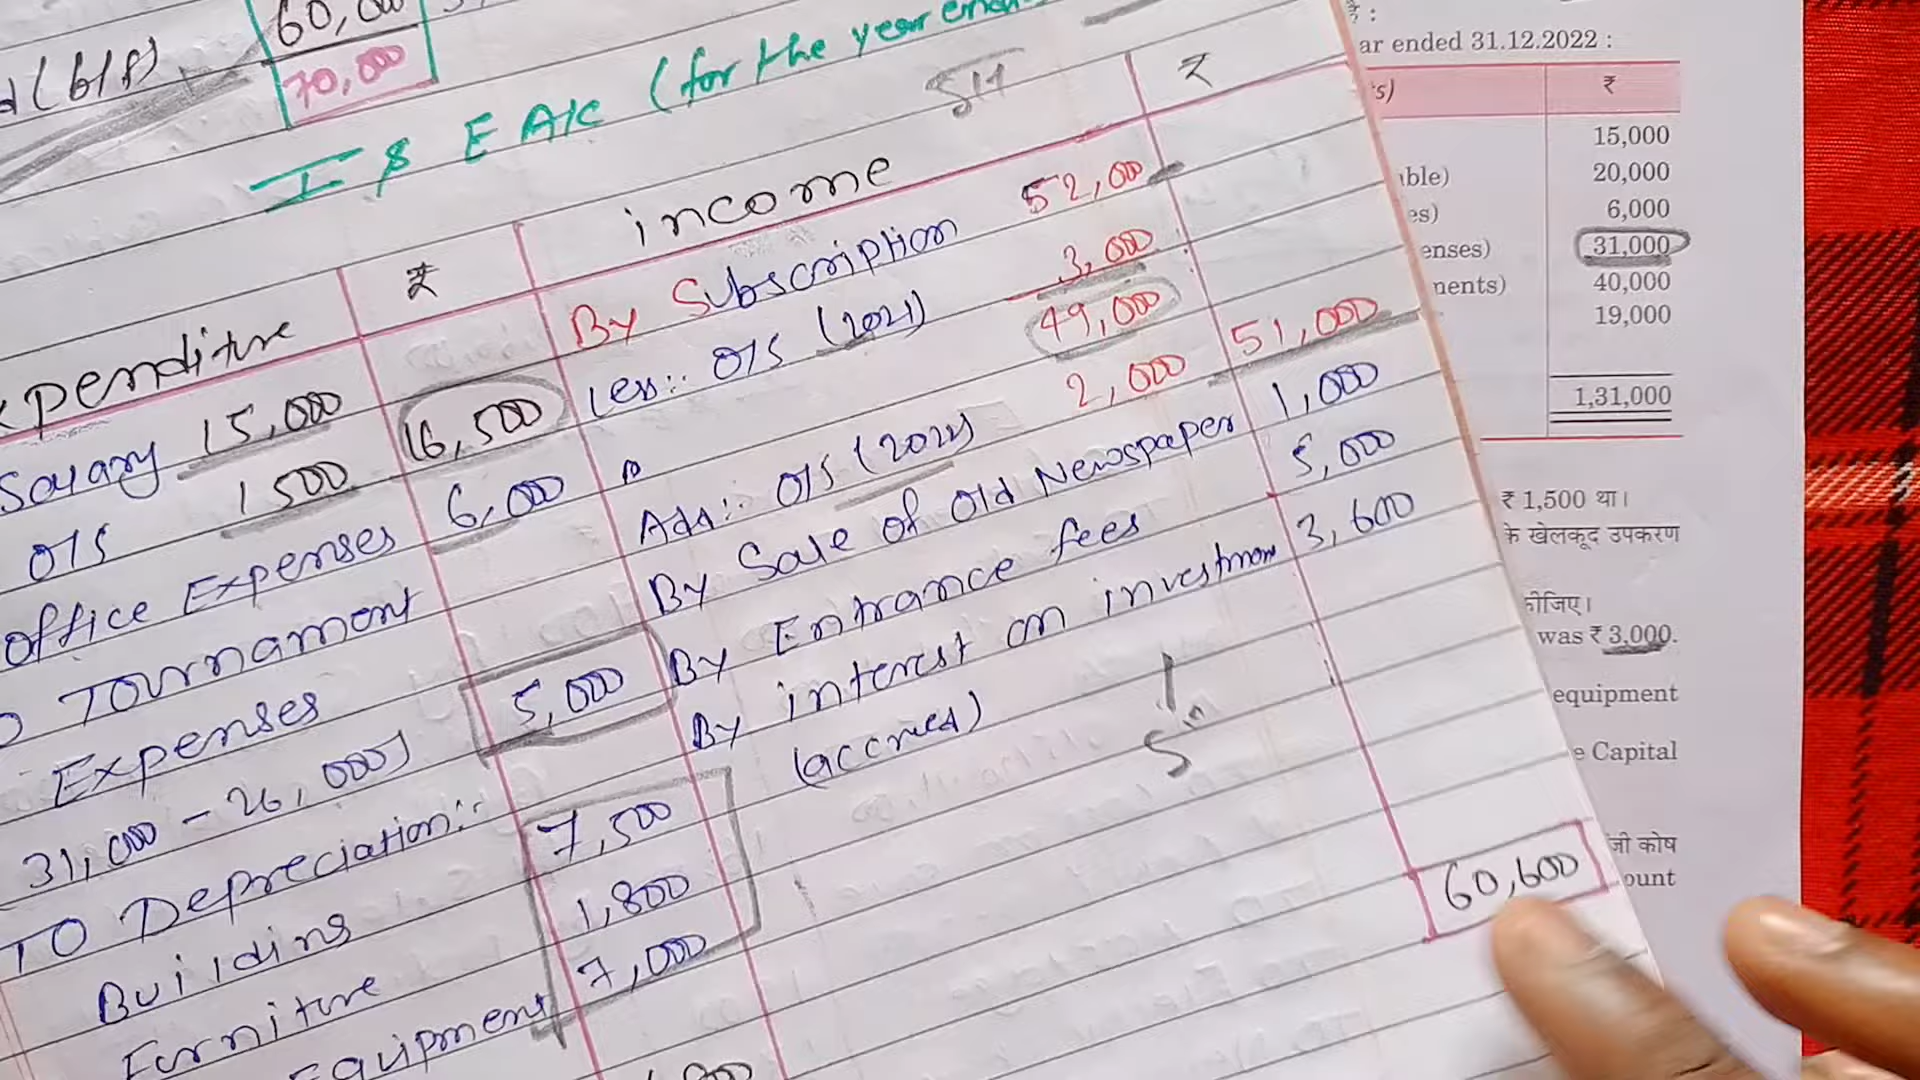 60,000
d (b/f)
70,000
I & E A/C (for the year
Expenditure ₹ income ₹
Salary 15,000
O/S 1500 16,500
Office Expenses 6,000
TO Tournament
Expenses 5,000
31,000 - 26,000)
TO Depreciation:-
Building 7,500
Furniture 1,800
Equipment 7,000
By Subscription 52,000
Less:- O/S (2021) 3,000
49,000
Add:- O/S (2022) 2,000 51,000
By Sale of Old Newspaper 1,000
By Entrance fees 5,000
By interest on investment 3,600
(accrued)
60,600
ar ended 31.12.2022 :
s) ₹
15,000
ble) 20,000
es) 6,000
enses) 31,000
nents) 40,000
19,000
1,31,000
₹ 1,500 था।
के खेलकूद उपकरण
कीजिए।
was ₹ 3,000.
equipment
e Capital
जी कोष
ount